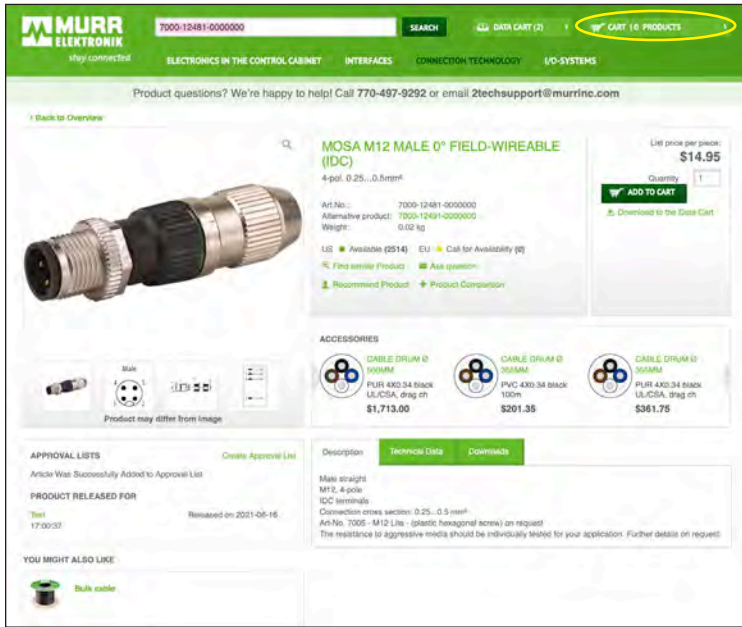 MURR
ELEKTRONIK
stay connected
7000-12481-0000000
SEARCH
DATA CART (2)
CART | 0 PRODUCTS
ELECTRONICS IN THE CONTROL CABINET
INTERFACES
CONNECTION TECHNOLOGY
I/O-SYSTEMS
Product questions? We're happy to help! Call 770-497-9292 or email 2techsupport@murrinc.com
Back to Overview
MOSA M12 MALE 0° FIELD-WIREABLE
(IDC)
4-pol. 0.25...0.5mm²
Art.No.: 7000-12481-0000000
Alternative product: 7000-12491-0000000
Weight: 0.02 kg
US Available (2514) EU Call for Availability (0)
Find similar Product Ask question
Recommend Product + Product Comparison
List price per piece:
$14.95
Quantity 1
ADD TO CART
Download to the Data Cart
Male
Product may differ from image
ACCESSORIES
CABLE DRUM Ø
PUR 4X0.34 black
UL/CSA, drag ch
$1,713.00
CABLE DRUM Ø
PVC 4X0.34 black
100m
$201.35
CABLE DRUM Ø
PUR 4X0.34 black
UL/CSA, drag ch
$361.75
APPROVAL LISTS
Create Approval List
Article Was Successfully Added to Approval List
PRODUCT RELEASED FOR
Test
Released on 2021-06-16
17:00:37
Description
Technical Data
Downloads
Male straight
M12, 4-pole
IDC terminals
Connection cross section: 0.25...0.5 mm²
Art-No. 7005 - M12 Lite - (plastic hexagonal screw) on request
The resistance to aggressive media should be individually tested for your application. Further details on request.
YOU MIGHT ALSO LIKE
Bulk cable